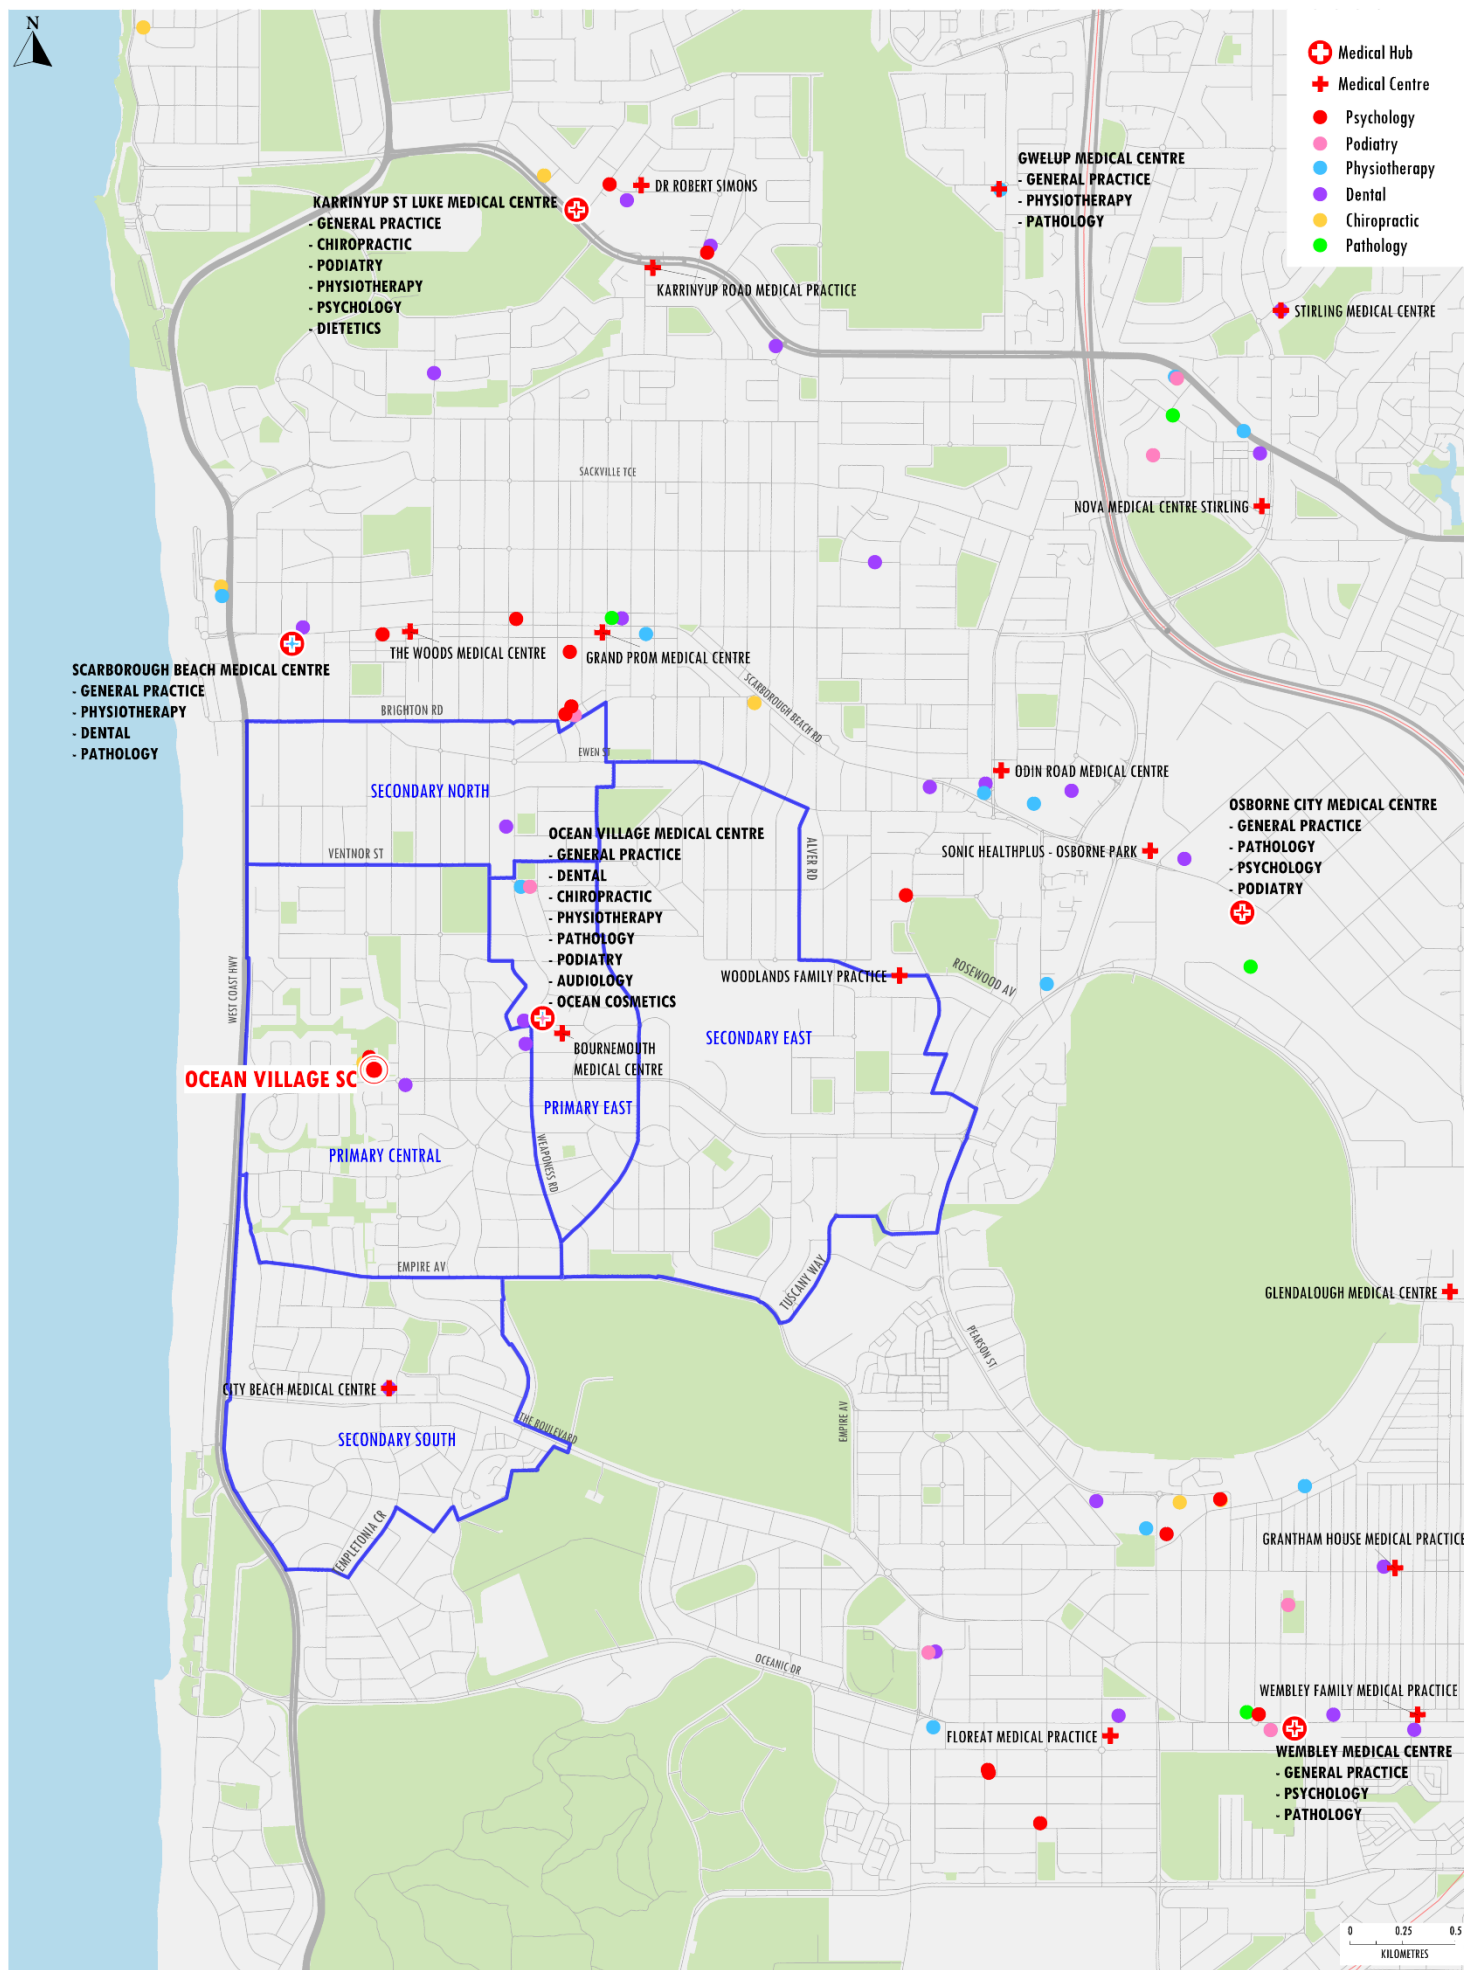 N
Medical Hub
Medical Centre
Psychology
Podiatry
Physiotherapy
Dental
Chiropractic
Pathology
GWELUP MEDICAL CENTRE
- GENERAL PRACTICE
- PHYSIOTHERAPY
- PATHOLOGY
DR ROBERT SIMONS
KARRINYUP ST LUKE MEDICAL CENTRE
- GENERAL PRACTICE
- CHIROPRACTIC
- PODIATRY
- PHYSIOTHERAPY
- PSYCHOLOGY
- DIETETICS
KARRINYUP ROAD MEDICAL PRACTICE
STIRLING MEDICAL CENTRE
SACKVILLE TCE
NOVA MEDICAL CENTRE STIRLING
THE WOODS MEDICAL CENTRE
GRAND PROM MEDICAL CENTRE
SCARBOROUGH BEACH MEDICAL CENTRE
- GENERAL PRACTICE
- PHYSIOTHERAPY
- DENTAL
- PATHOLOGY
SCARBOROUGH BEACH RD
BRIGHTON RD
EWEN ST
SECONDARY NORTH
ODIN ROAD MEDICAL CENTRE
OSBORNE CITY MEDICAL CENTRE
- GENERAL PRACTICE
- PATHOLOGY
- PSYCHOLOGY
- PODIATRY
OCEAN VILLAGE MEDICAL CENTRE
- GENERAL PRACTICE
- DENTAL
- CHIROPRACTIC
- PHYSIOTHERAPY
- PATHOLOGY
- PODIATRY
- AUDIOLOGY
- OCEAN COSMETICS
VENTNOR ST
ALVER RD
SONIC HEALTHPLUS - OSBORNE PARK
WEST COAST HWY
WOODLANDS FAMILY PRACTICE
ROSEWOOD AV
SECONDARY EAST
BOURNEMOUTH
MEDICAL CENTRE
OCEAN VILLAGE SC
PRIMARY EAST
PRIMARY CENTRAL
WEAPONESS RD
EMPIRE AV
TUSCANY WAY
GLENDALOUGH MEDICAL CENTRE
PEARSON ST
CITY BEACH MEDICAL CENTRE
THE BOULEVARD
EMPIRE AV
SECONDARY SOUTH
TEMPLETONIA CR
GRANTHAM HOUSE MEDICAL PRACTICE
OCEANIC DR
WEMBLEY FAMILY MEDICAL PRACTICE
FLOREAT MEDICAL PRACTICE
WEMBLEY MEDICAL CENTRE
- GENERAL PRACTICE
- PSYCHOLOGY
- PATHOLOGY
0 0.25 0.5
KILOMETRES